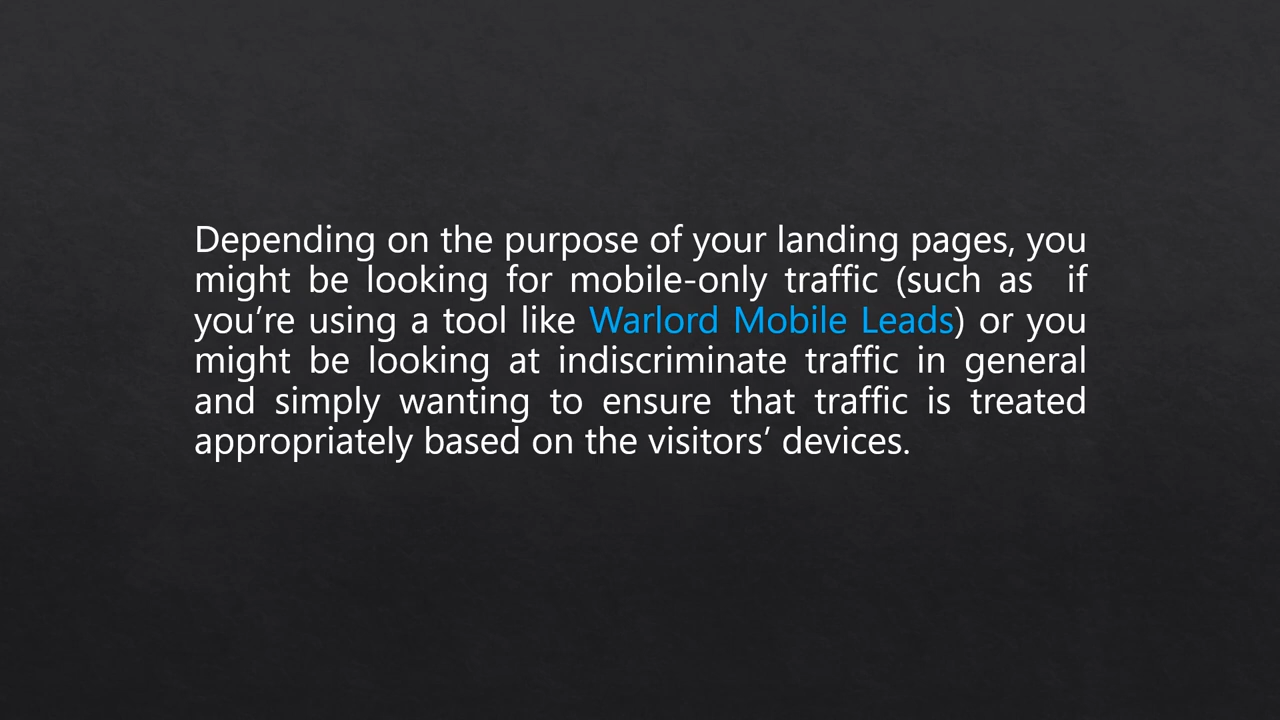 Depending on the purpose of your landing pages, you
might be looking for mobile-only traffic (such as  if
you’re using a tool like Warlord Mobile Leads) or you
might be looking at indiscriminate traffic in general
and simply wanting to ensure that traffic is treated
appropriately based on the visitors’ devices.